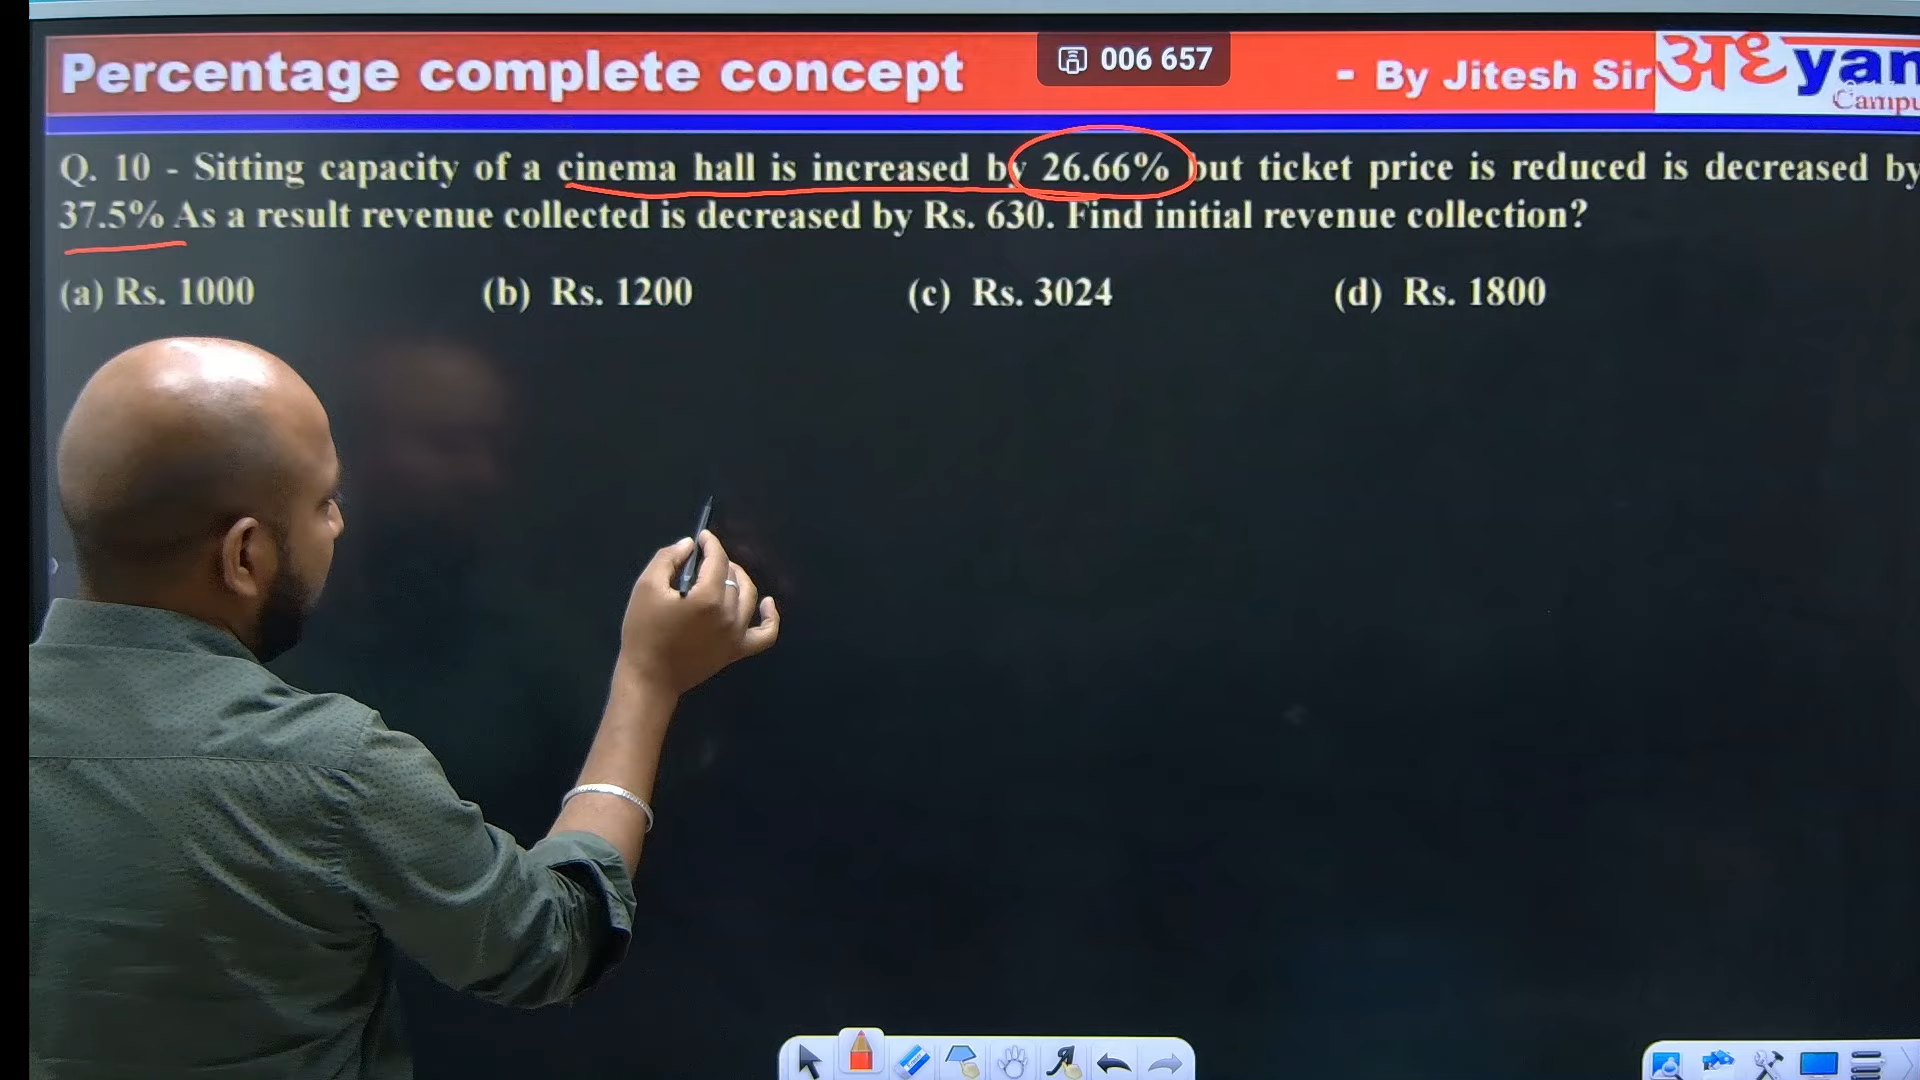 Percentage complete concept
006 657
- By Jitesh Sir
अध्yan
Campu
Q. 10 - Sitting capacity of a cinema hall is increased by 26.66% but ticket price is reduced is decreased by
37.5% As a result revenue collected is decreased by Rs. 630. Find initial revenue collection?
(a) Rs. 1000 (b) Rs. 1200 (c) Rs. 3024 (d) Rs. 1800